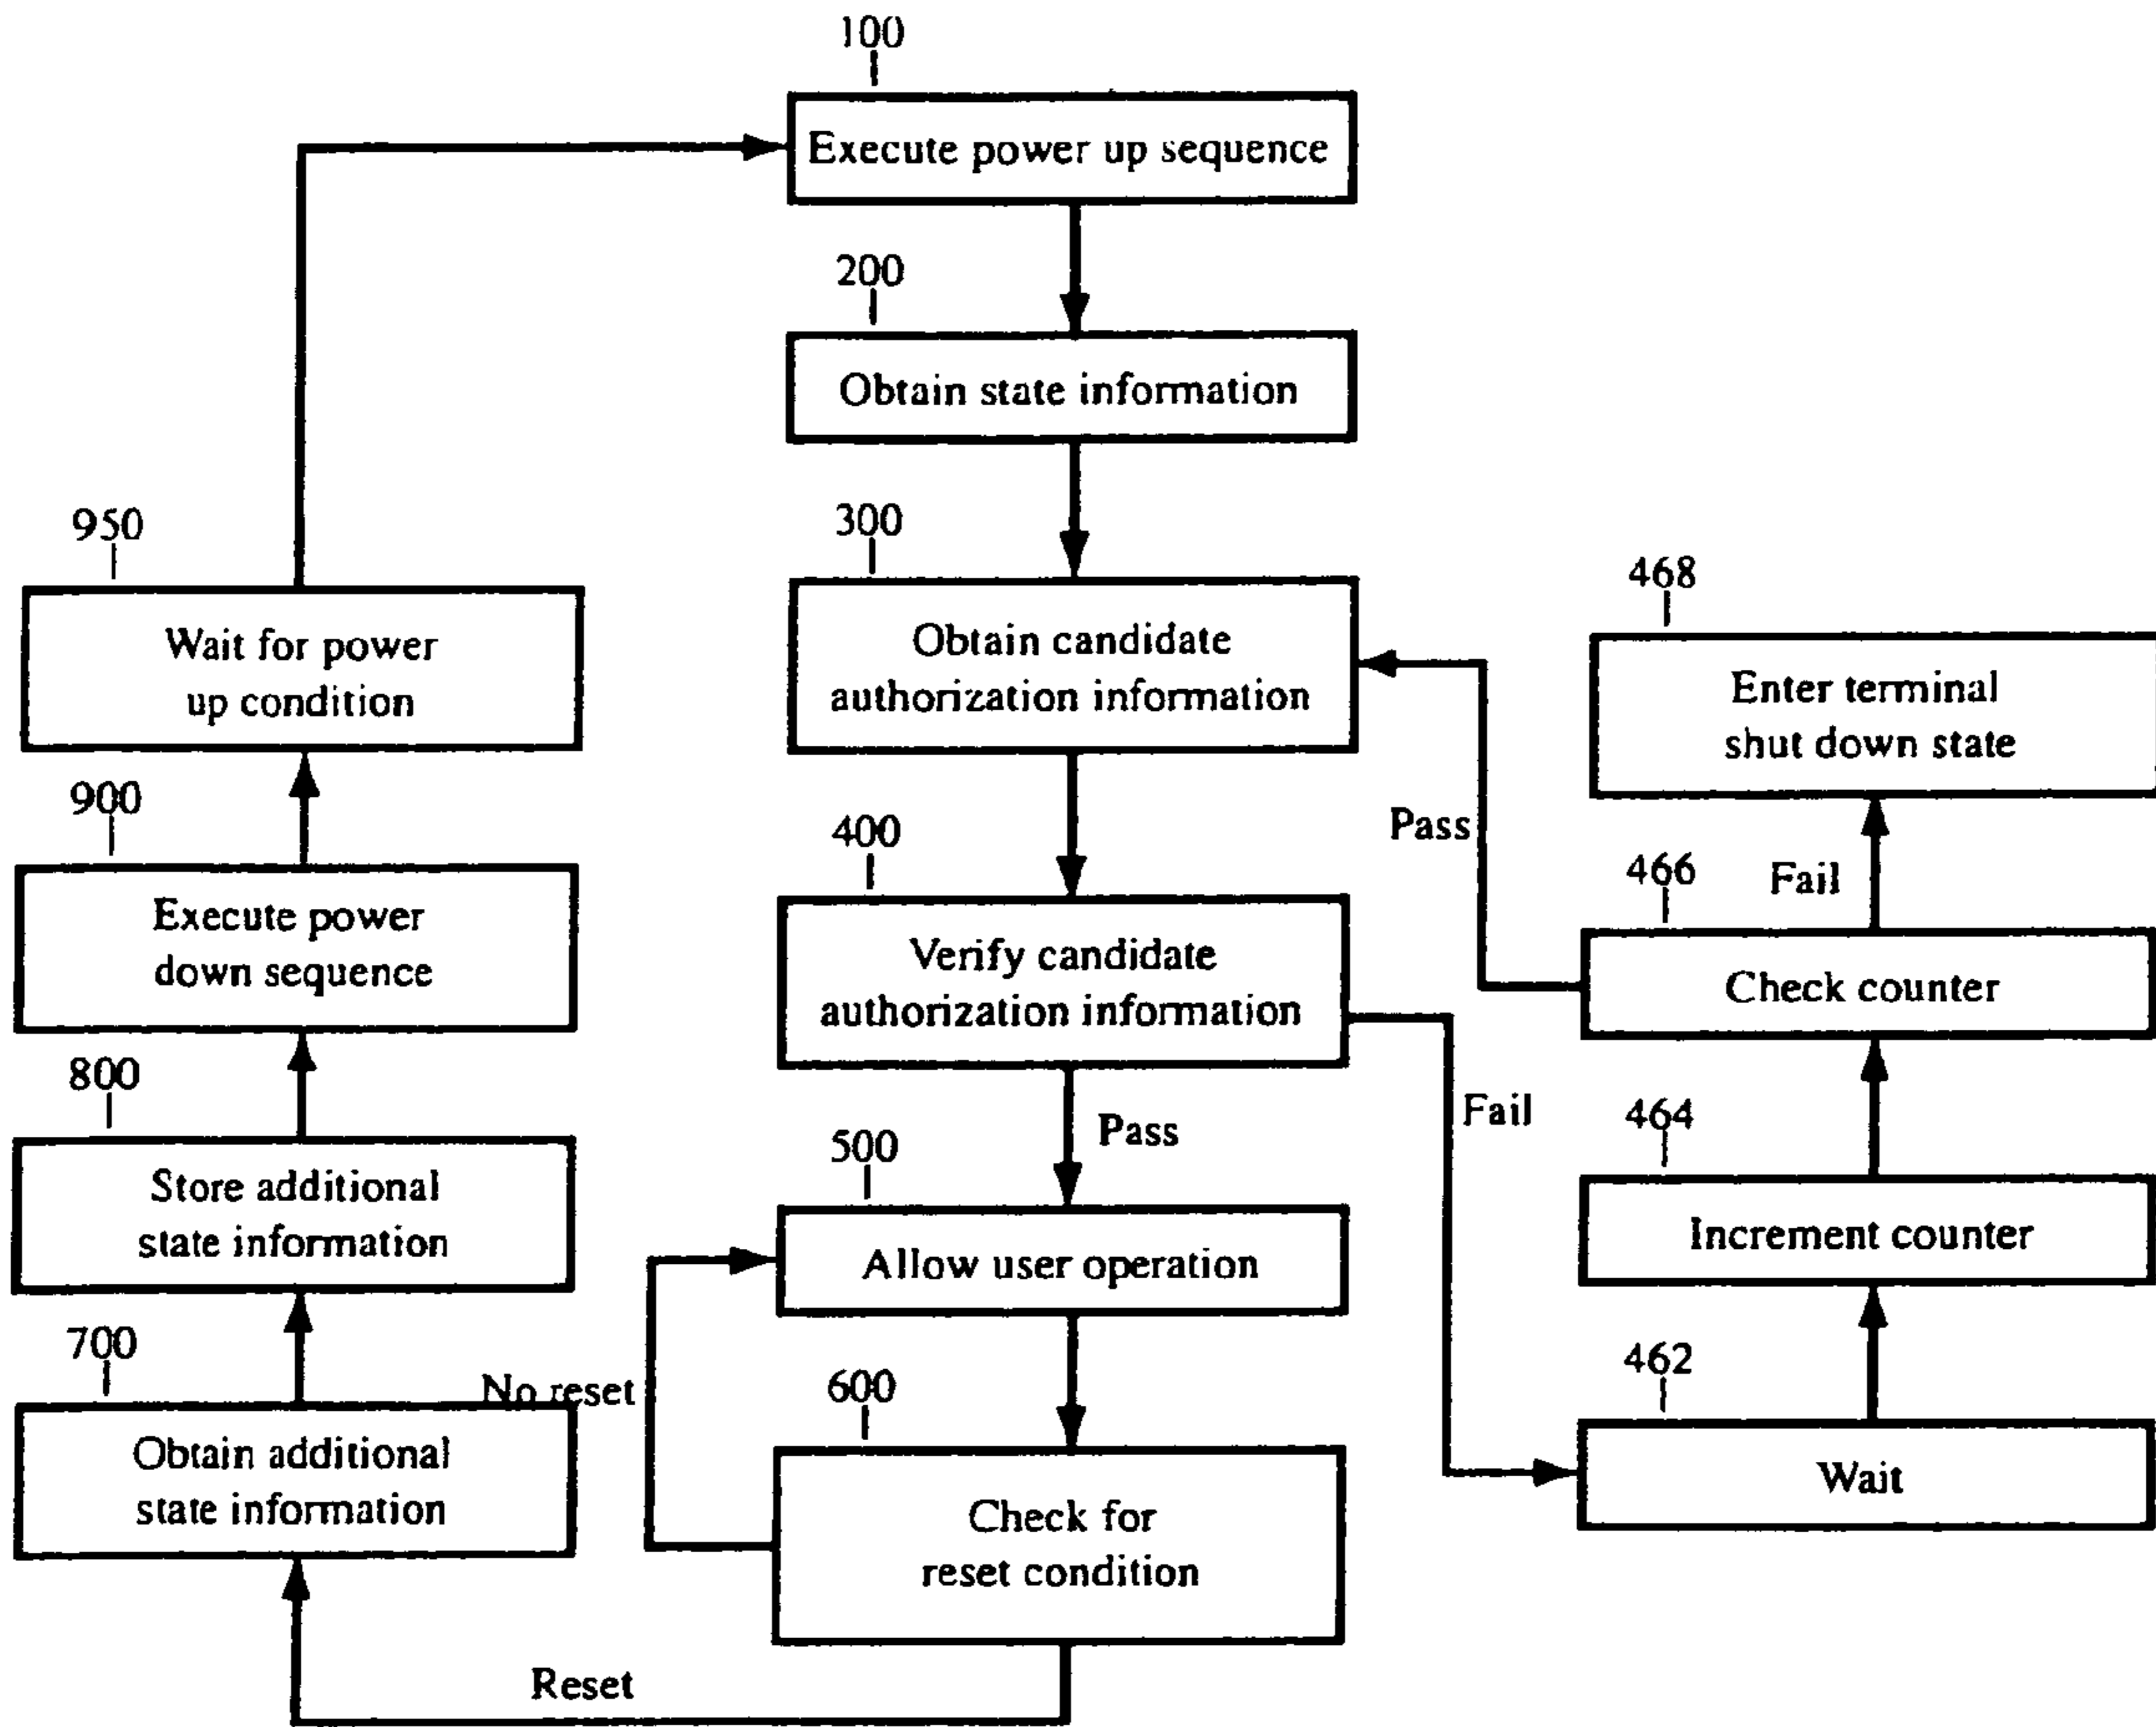 100
Execute power up sequence
200
Obtain state information
300
Obtain candidate
authorization information
400
Verify candidate
authorization information
Pass
Fail
500
Allow user operation
No reset
600
Check for
reset condition
Reset
700
Obtain additional
state information
800
Store additional
state information
900
Execute power
down sequence
950
Wait for power
up condition
462
Wait
464
Increment counter
466
Check counter
Pass
Fail
468
Enter terminal
shut down state